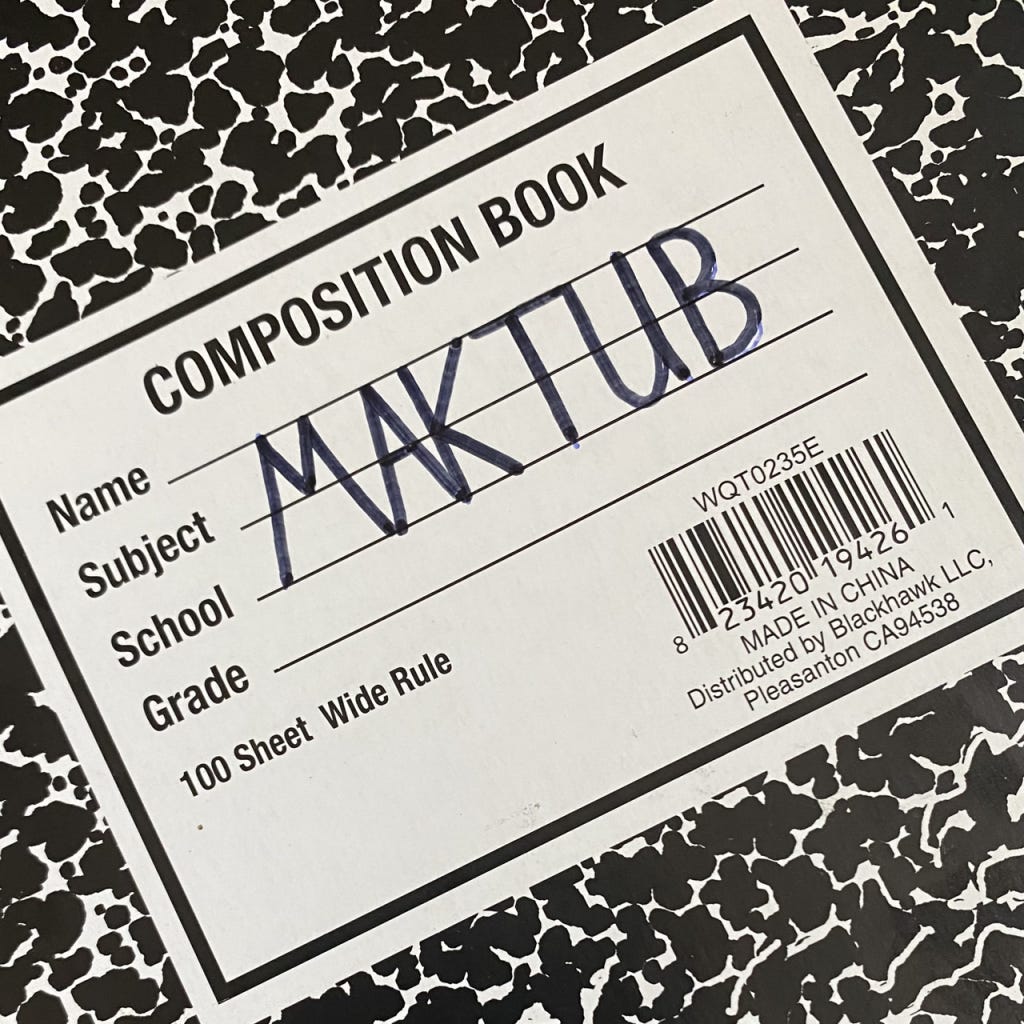 COMPOSITION BOOK
MAKTUB
Name
Subject
School
Grade
100 Sheet Wide Rule
WQT0235E
8 23420 19426 1
MADE IN CHINA
Distributed by Blackhawk LLC,
Pleasanton CA94538